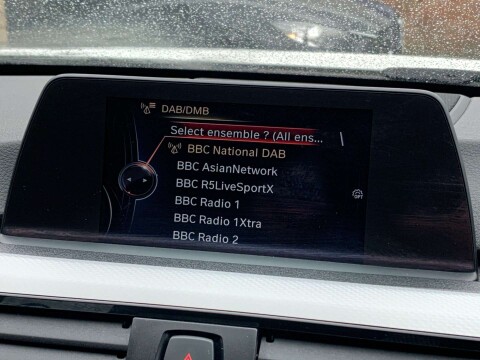 DAB/DMB
Select ensemble ? (All ens...
BBC National DAB
BBC AsianNetwork
BBC R5LiveSportX
BBC Radio 1
BBC Radio 1Xtra
BBC Radio 2
OPT